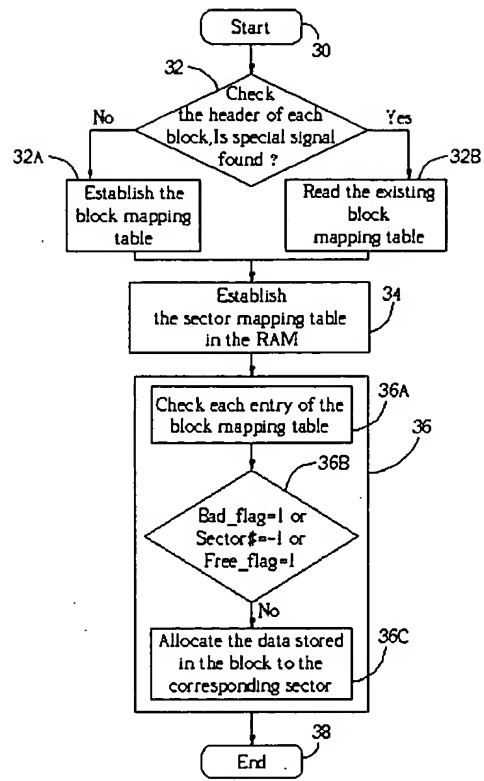 Start
30
32
Check
the header of each
block,Is special signal
found ?
No
Yes
32A
32B
Establish the
block mapping
table
Read the existing
block
mapping table
Establish
the sector mapping table
in the RAM
34
Check each entry of the
block mapping table
36A
36
36B
Bad_flag=1 or
Sector#=-1 or
Free_flag=1
No
Allocate the data stored
in the block to the
corresponding sector
36C
38
End